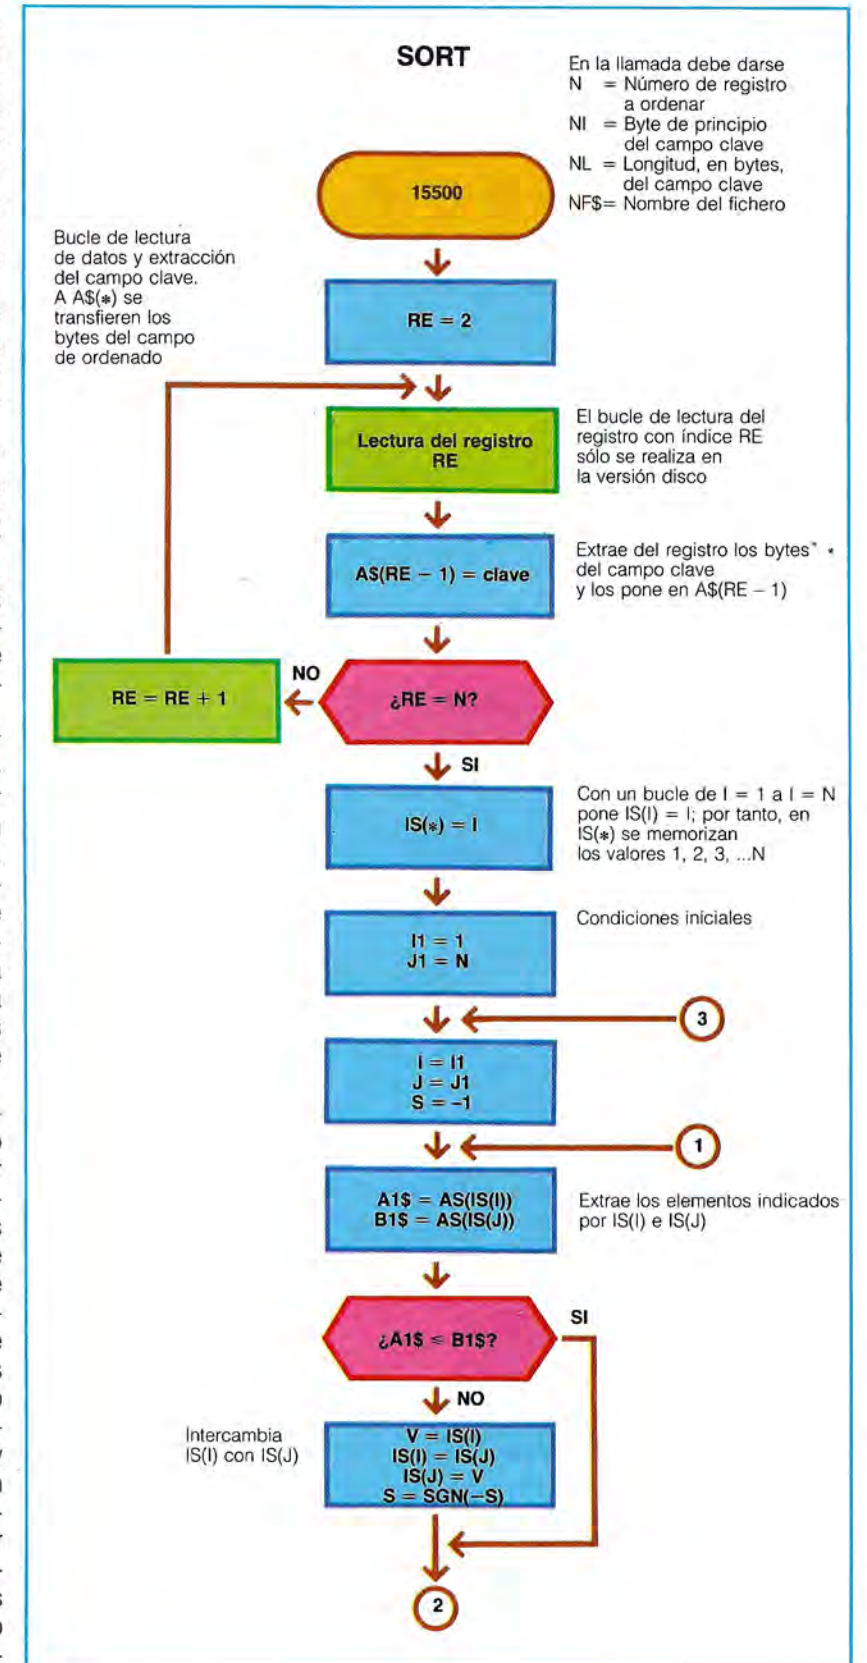 SORT
En la llamada debe darse
N = Número de registro
a ordenar
NI = Byte de principio
del campo clave
NL = Longitud, en bytes,
del campo clave
NF$= Nombre del fichero
15500
Bucle de lectura
de datos y extracción
del campo clave.
A A$(*) se
transfieren los
bytes del campo
de ordenado
RE = 2
Lectura del registro
RE
El bucle de lectura del
registro con índice RE
sólo se realiza en
la versión disco
A$(RE − 1) = clave
Extrae del registro los bytes
del campo clave
y los pone en A$(RE − 1)
RE = RE + 1
NO
¿RE = N?
SI
IS(*) = I
Con un bucle de I = 1 a I = N
pone IS(I) = I; por tanto, en
IS(*) se memorizan
los valores 1, 2, 3, ...N
I1 = 1
J1 = N
Condiciones iniciales
3
I = I1
J = J1
S = −1
1
A1$ = AS(IS(I))
B1$ = AS(IS(J))
Extrae los elementos indicados
por IS(I) e IS(J)
¿A1$ ≤ B1$?
SI
NO
Intercambia
IS(I) con IS(J)
V = IS(I)
IS(I) = IS(J)
IS(J) = V
S = SGN(−S)
2